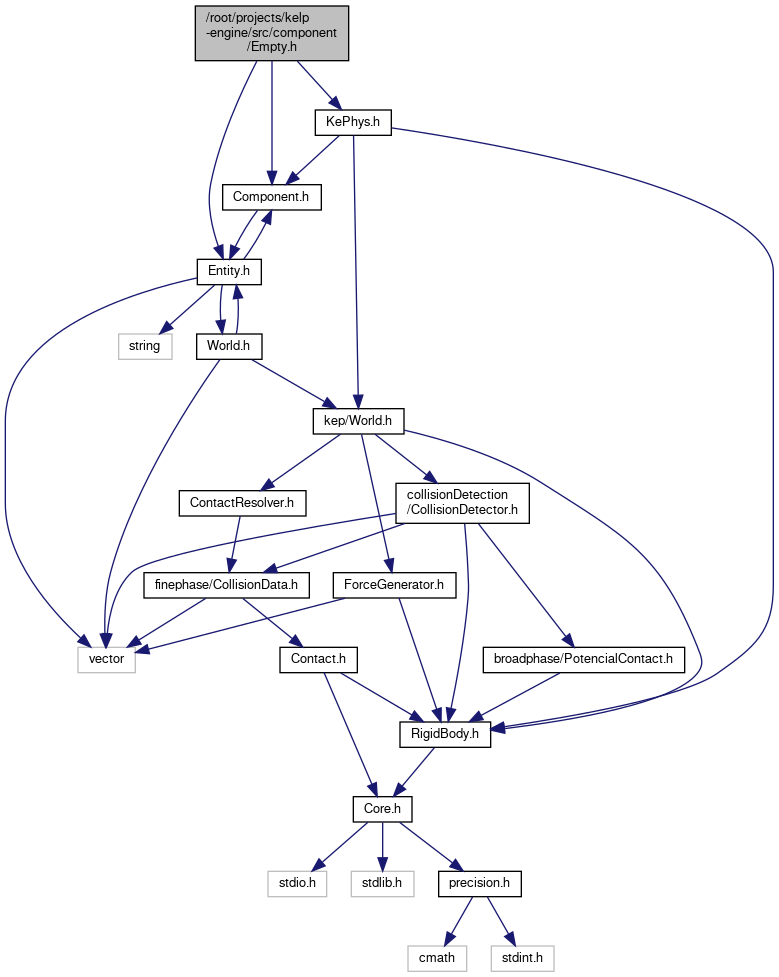 /root/projects/kelp
-engine/src/component
/Empty.h
KePhys.h
Component.h
Entity.h
string
World.h
kep/World.h
ContactResolver.h
collisionDetection
/CollisionDetector.h
finephase/CollisionData.h
ForceGenerator.h
vector
Contact.h
broadphase/PotencialContact.h
RigidBody.h
Core.h
stdio.h
stdlib.h
precision.h
cmath
stdint.h